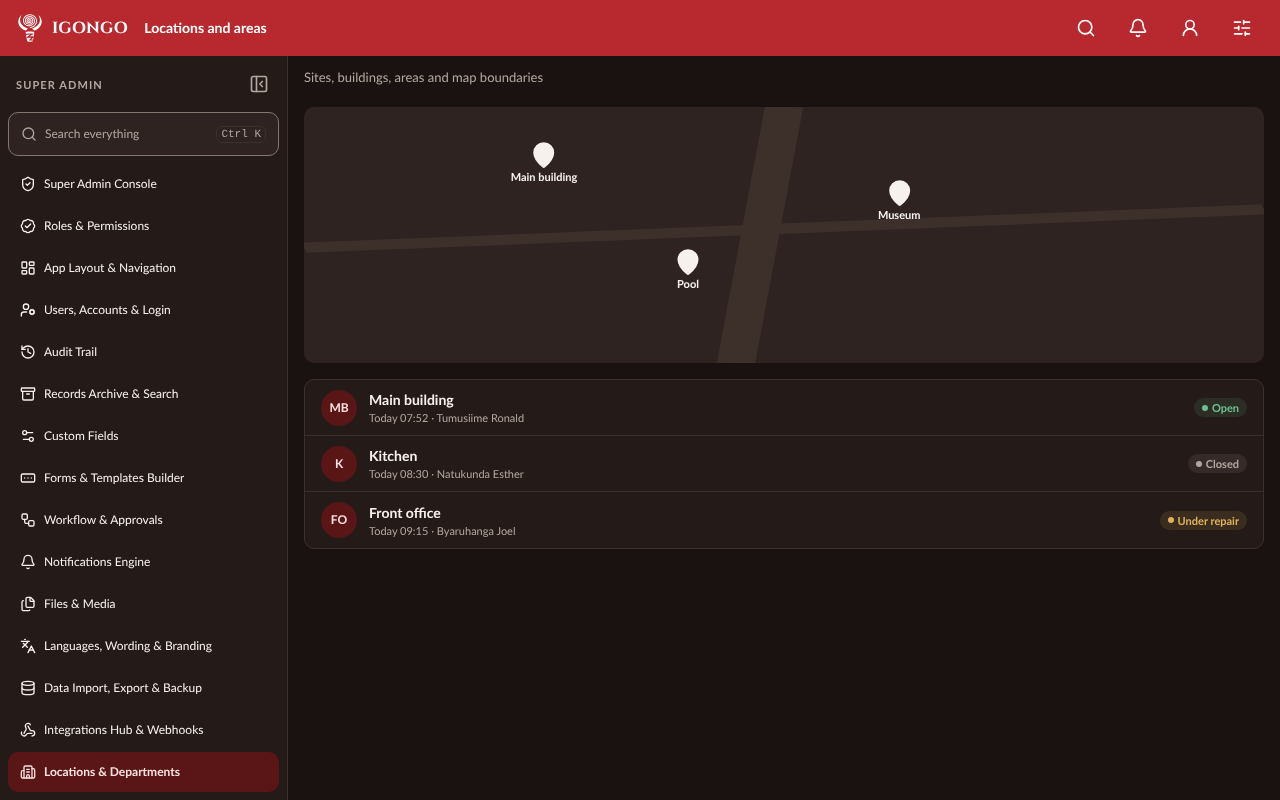 IGONGO
Locations and areas
SUPER ADMIN
Search everything
Ctrl K
Super Admin Console
Roles & Permissions
App Layout & Navigation
Users, Accounts & Login
Audit Trail
Records Archive & Search
Custom Fields
Forms & Templates Builder
Workflow & Approvals
Notifications Engine
Files & Media
Languages, Wording & Branding
Data Import, Export & Backup
Integrations Hub & Webhooks
Locations & Departments
Sites, buildings, areas and map boundaries
Main building
Museum
Pool
MB
Main building
Today 07:52 · Tumusiime Ronald
Open
K
Kitchen
Today 08:30 · Natukunda Esther
Closed
FO
Front office
Today 09:15 · Byaruhanga Joel
Under repair